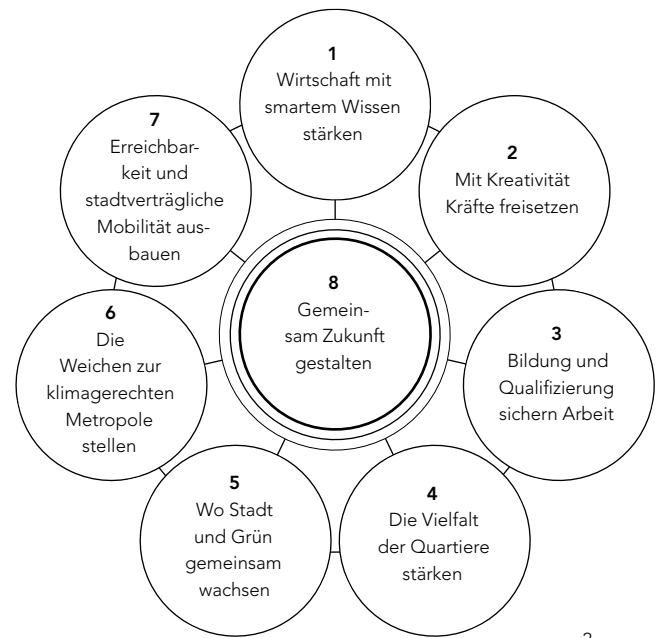 1
Wirtschaft mit
smartem Wissen
stärken
2
Mit Kreativität
Kräfte freisetzen
3
Bildung und
Qualifizierung
sichern Arbeit
4
Die Vielfalt
der Quartiere
stärken
5
Wo Stadt
und Grün
gemeinsam
wachsen
6
Die
Weichen zur
klimagerechten
Metropole
stellen
7
Erreichbar-
keit und
stadtverträgliche
Mobilität aus-
bauen
8
Gemein-
sam Zukunft
gestalten